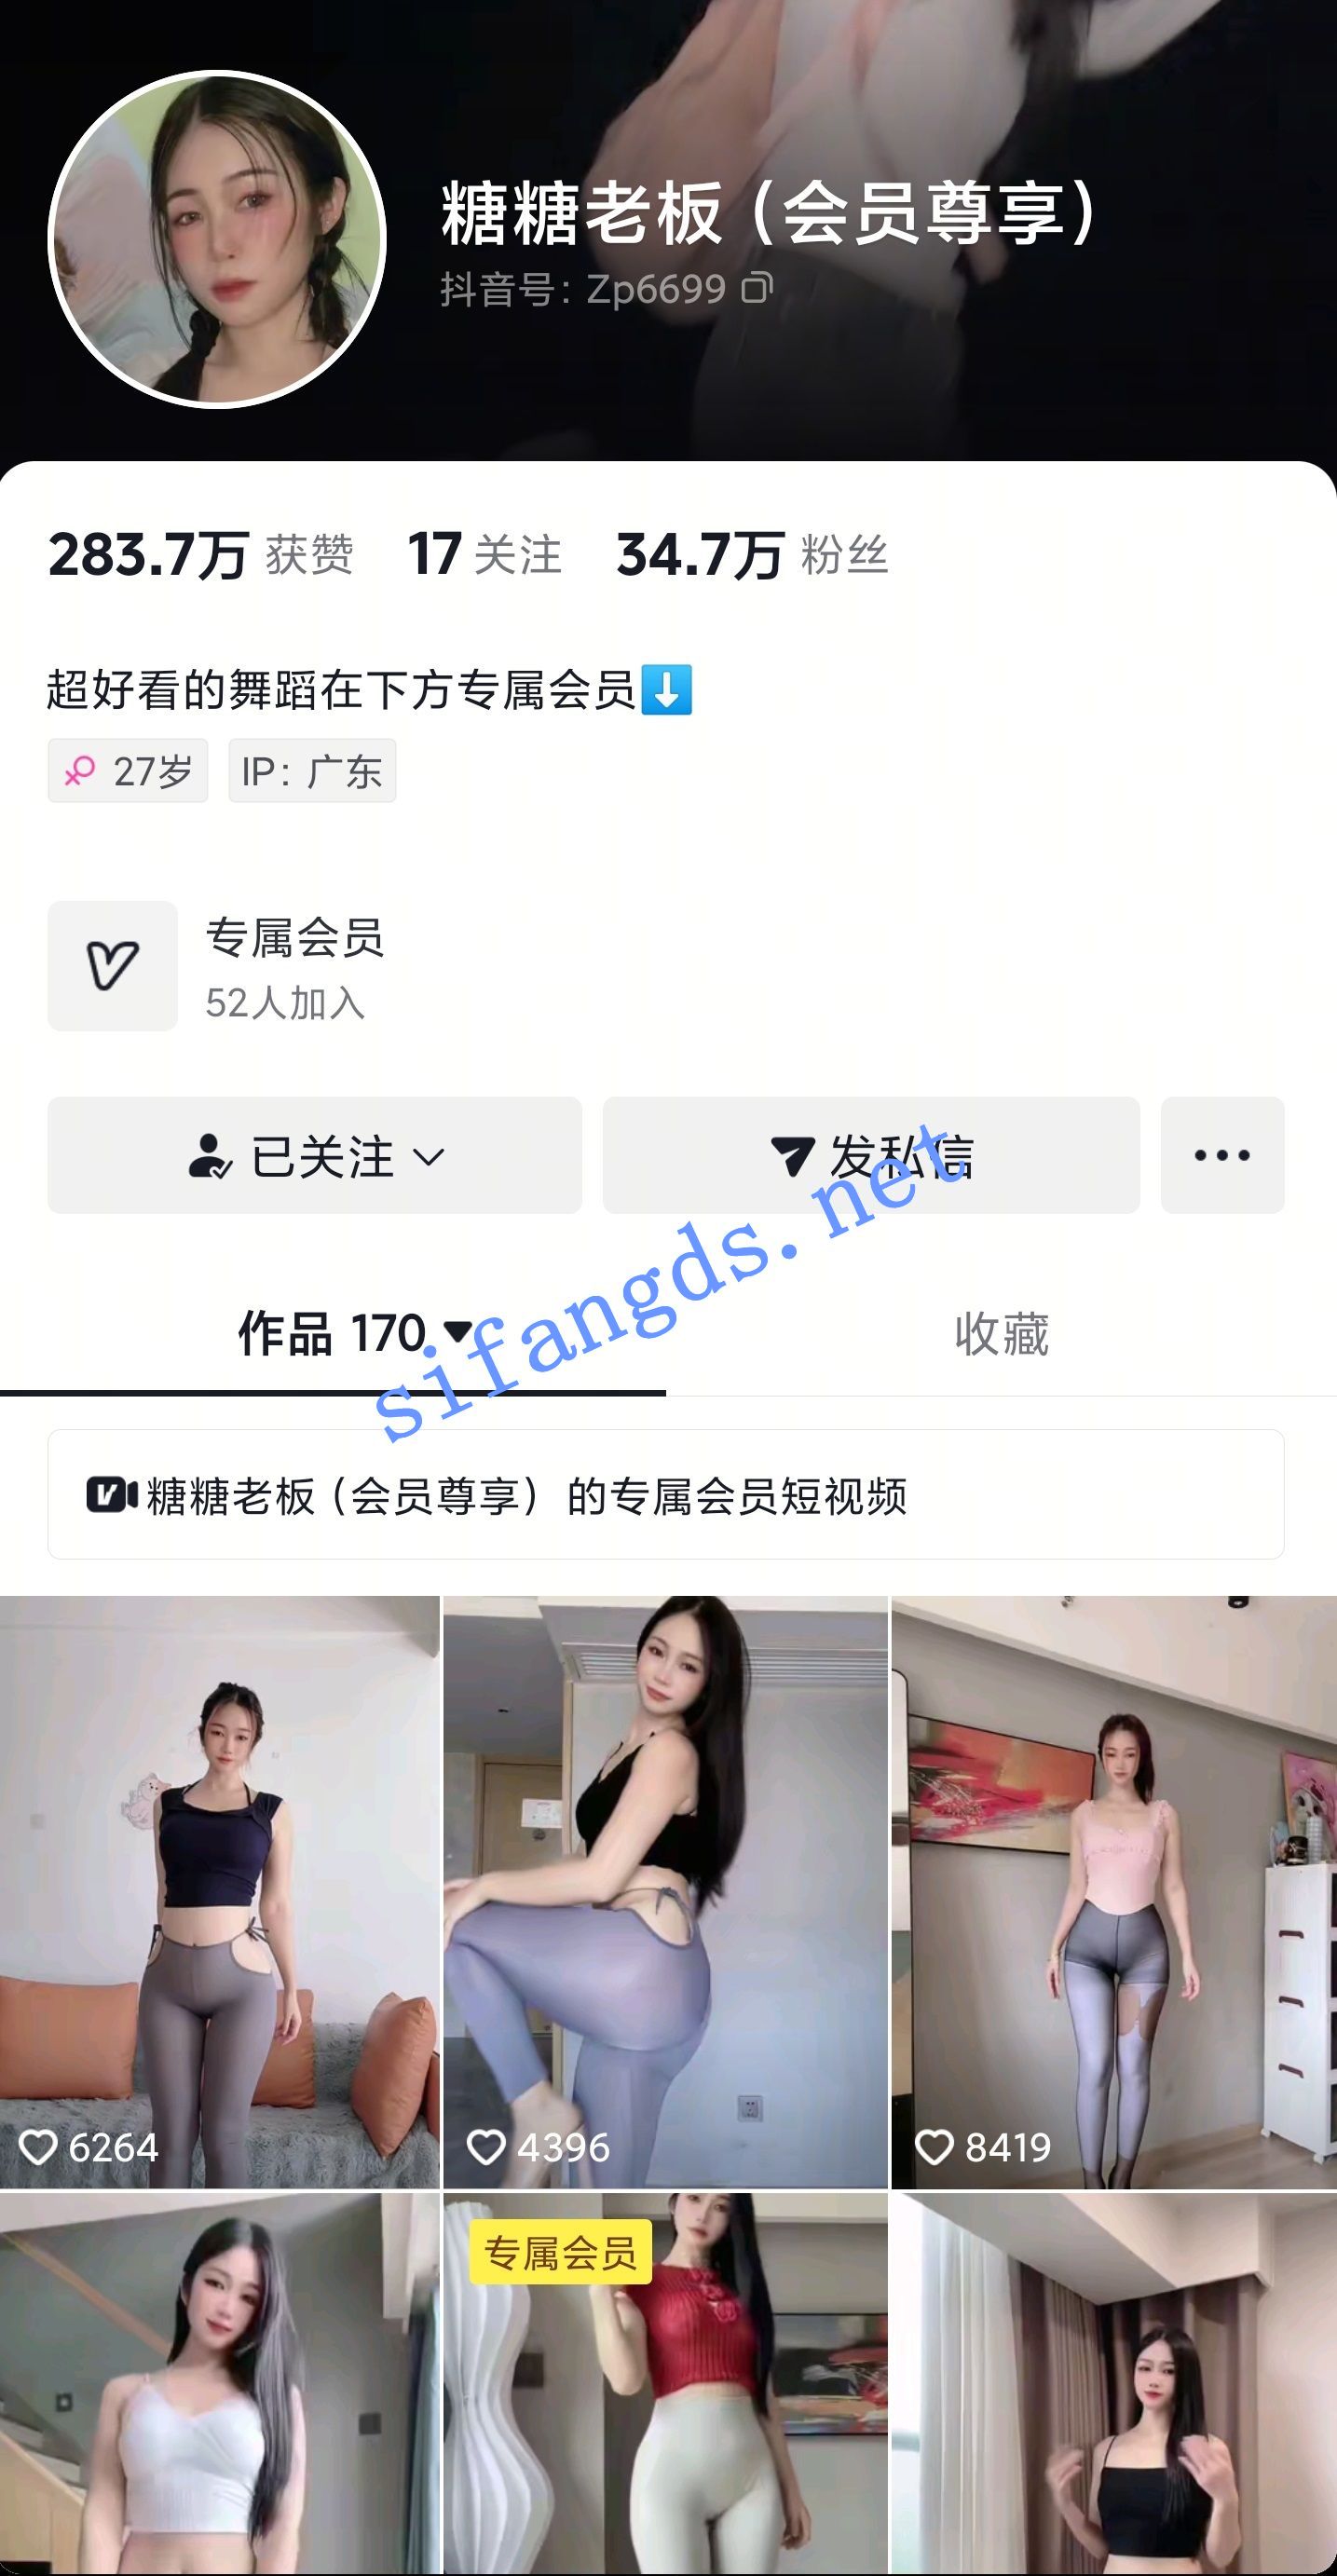 糖糖老板（会员尊享）
抖音号：Zp6699
283.7万 获赞 17 关注 34.7万 粉丝
超好看的舞蹈在下方专属会员⬇️
27岁 IP：广东
专属会员
52人加入
已关注 发私信
sifangds.net
作品 170 收藏
糖糖老板（会员尊享） 的专属会员短视频
6264 4396 8419
专属会员